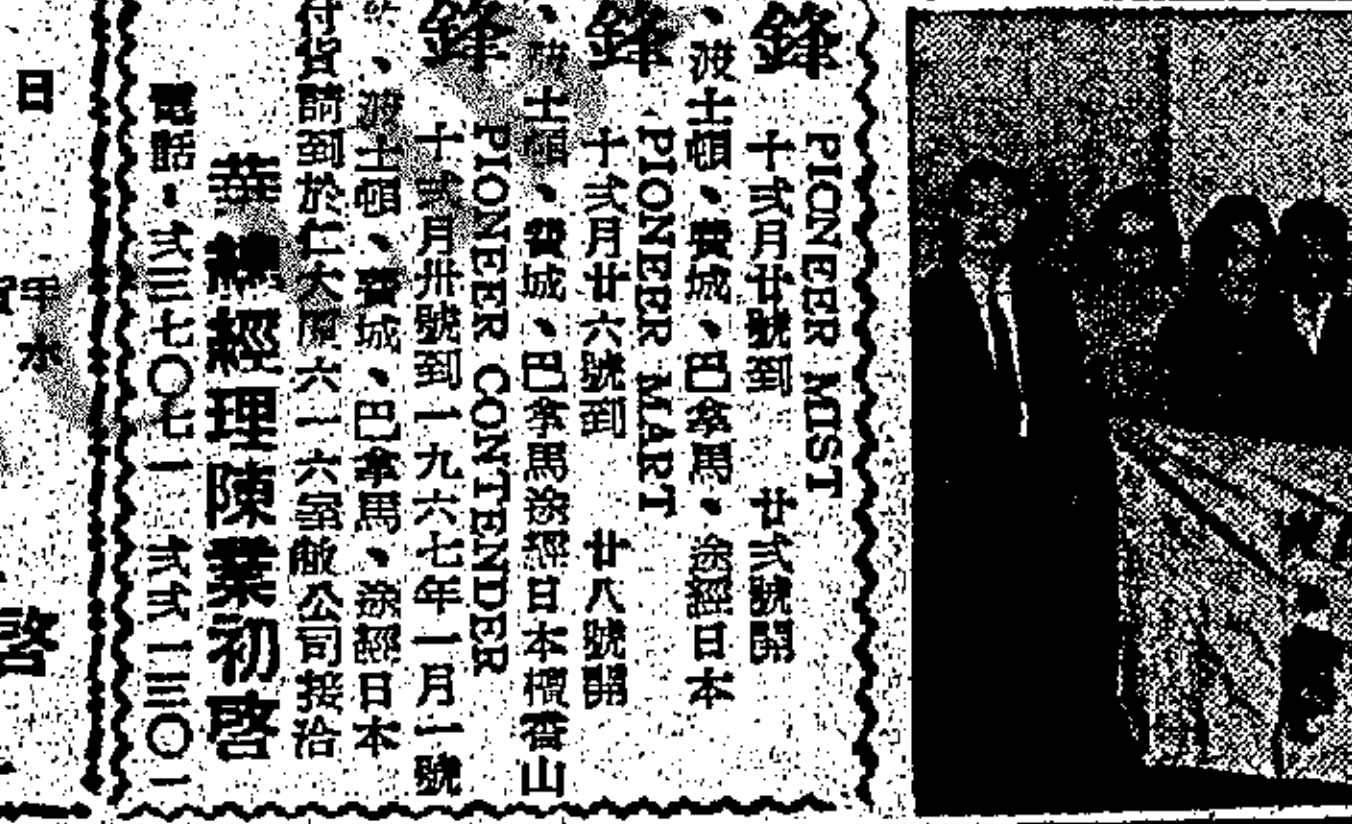 鋒 PIONEER MIST
十弍月廿號到 廿弍號開
、波士頓、費城、巴拿馬、途經日本
鋒 PIONEER MART
十弍月廿六號到 廿八號開
、波士頓、費城、巴拿馬途經日本檀香山
鋒 PIONEER CONTENDER
十弍月卅號到一九六七年一月一號
、波士頓、費城、巴拿馬、途經日本
付貨請到於仁大厦六一六室敝公司接洽
華總經理陳業初啓
電話・弍三七〇七一 弍弍一三〇一
日
啓